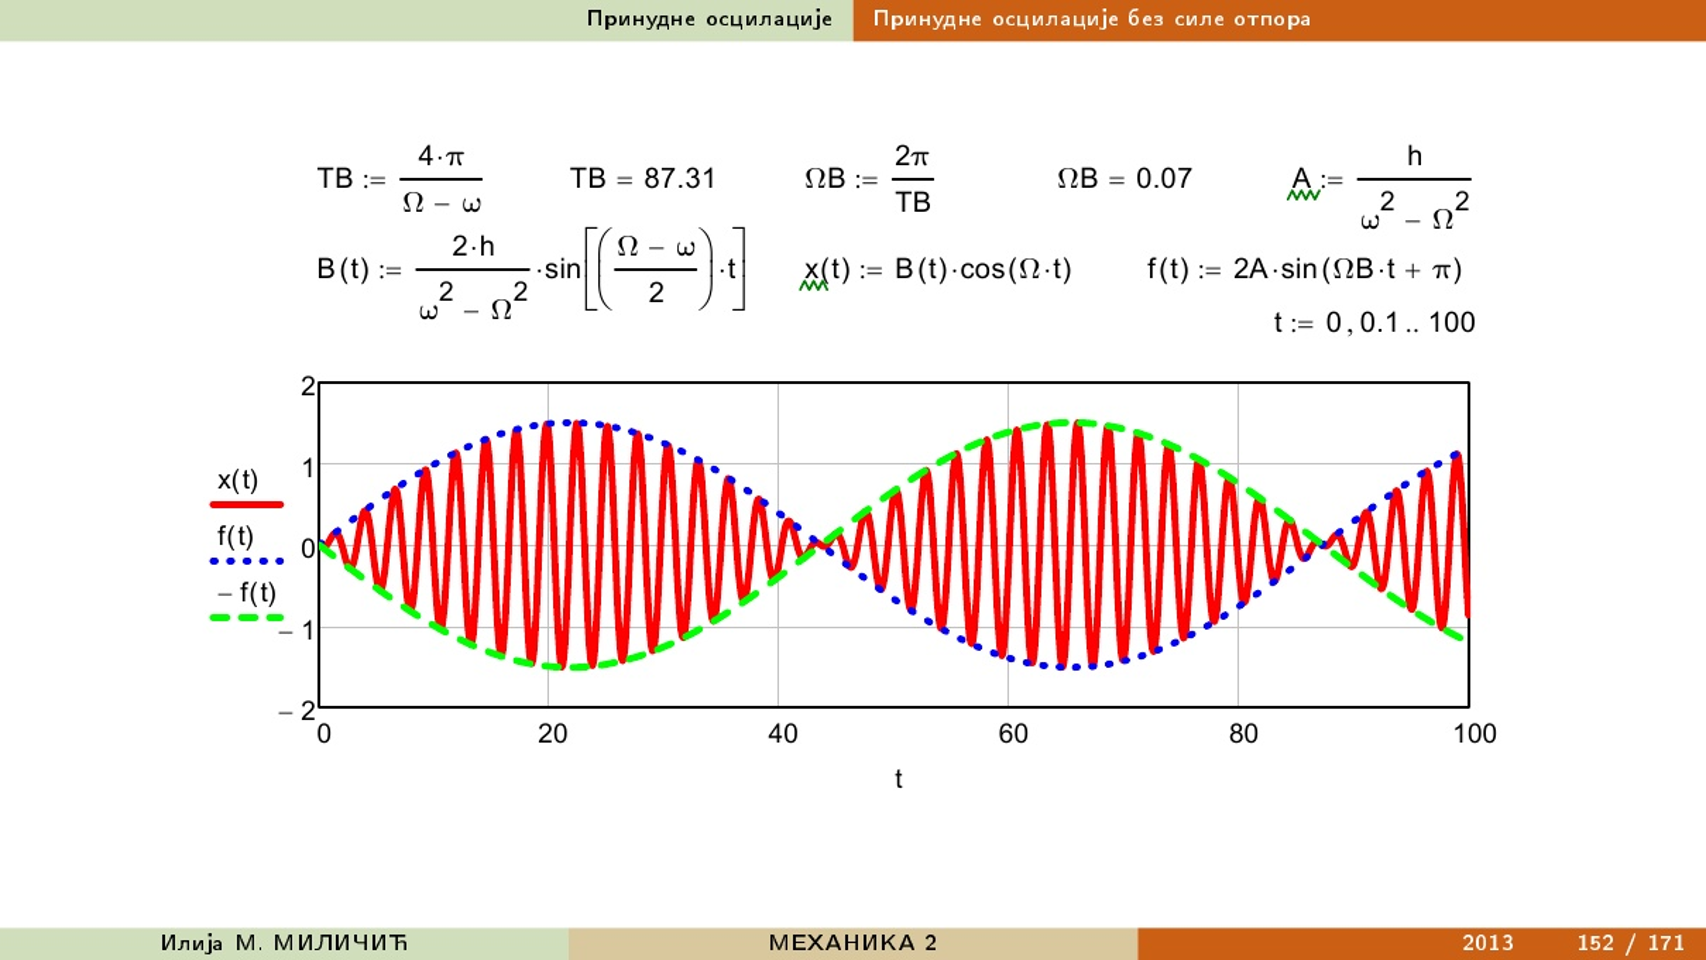 Принудне осцилације Принудне осцилације без силе отпора
TB := 4·π / Ω − ω TB = 87.31 ΩB := 2π / TB ΩB = 0.07 A := h / ω² − Ω²
B(t) := 2·h / ω² − Ω² ·sin[(Ω − ω / 2)·t] x(t) := B(t)·cos(Ω·t) f(t) := 2A·sin(ΩB·t + π)
t := 0, 0.1 .. 100
2
1
0
− 1
− 2
x(t)
f(t)
− f(t)
0 20 40 60 80 100
t
Илија М. МИЛИЧИЋ МЕХАНИКА 2 2013 152 / 171